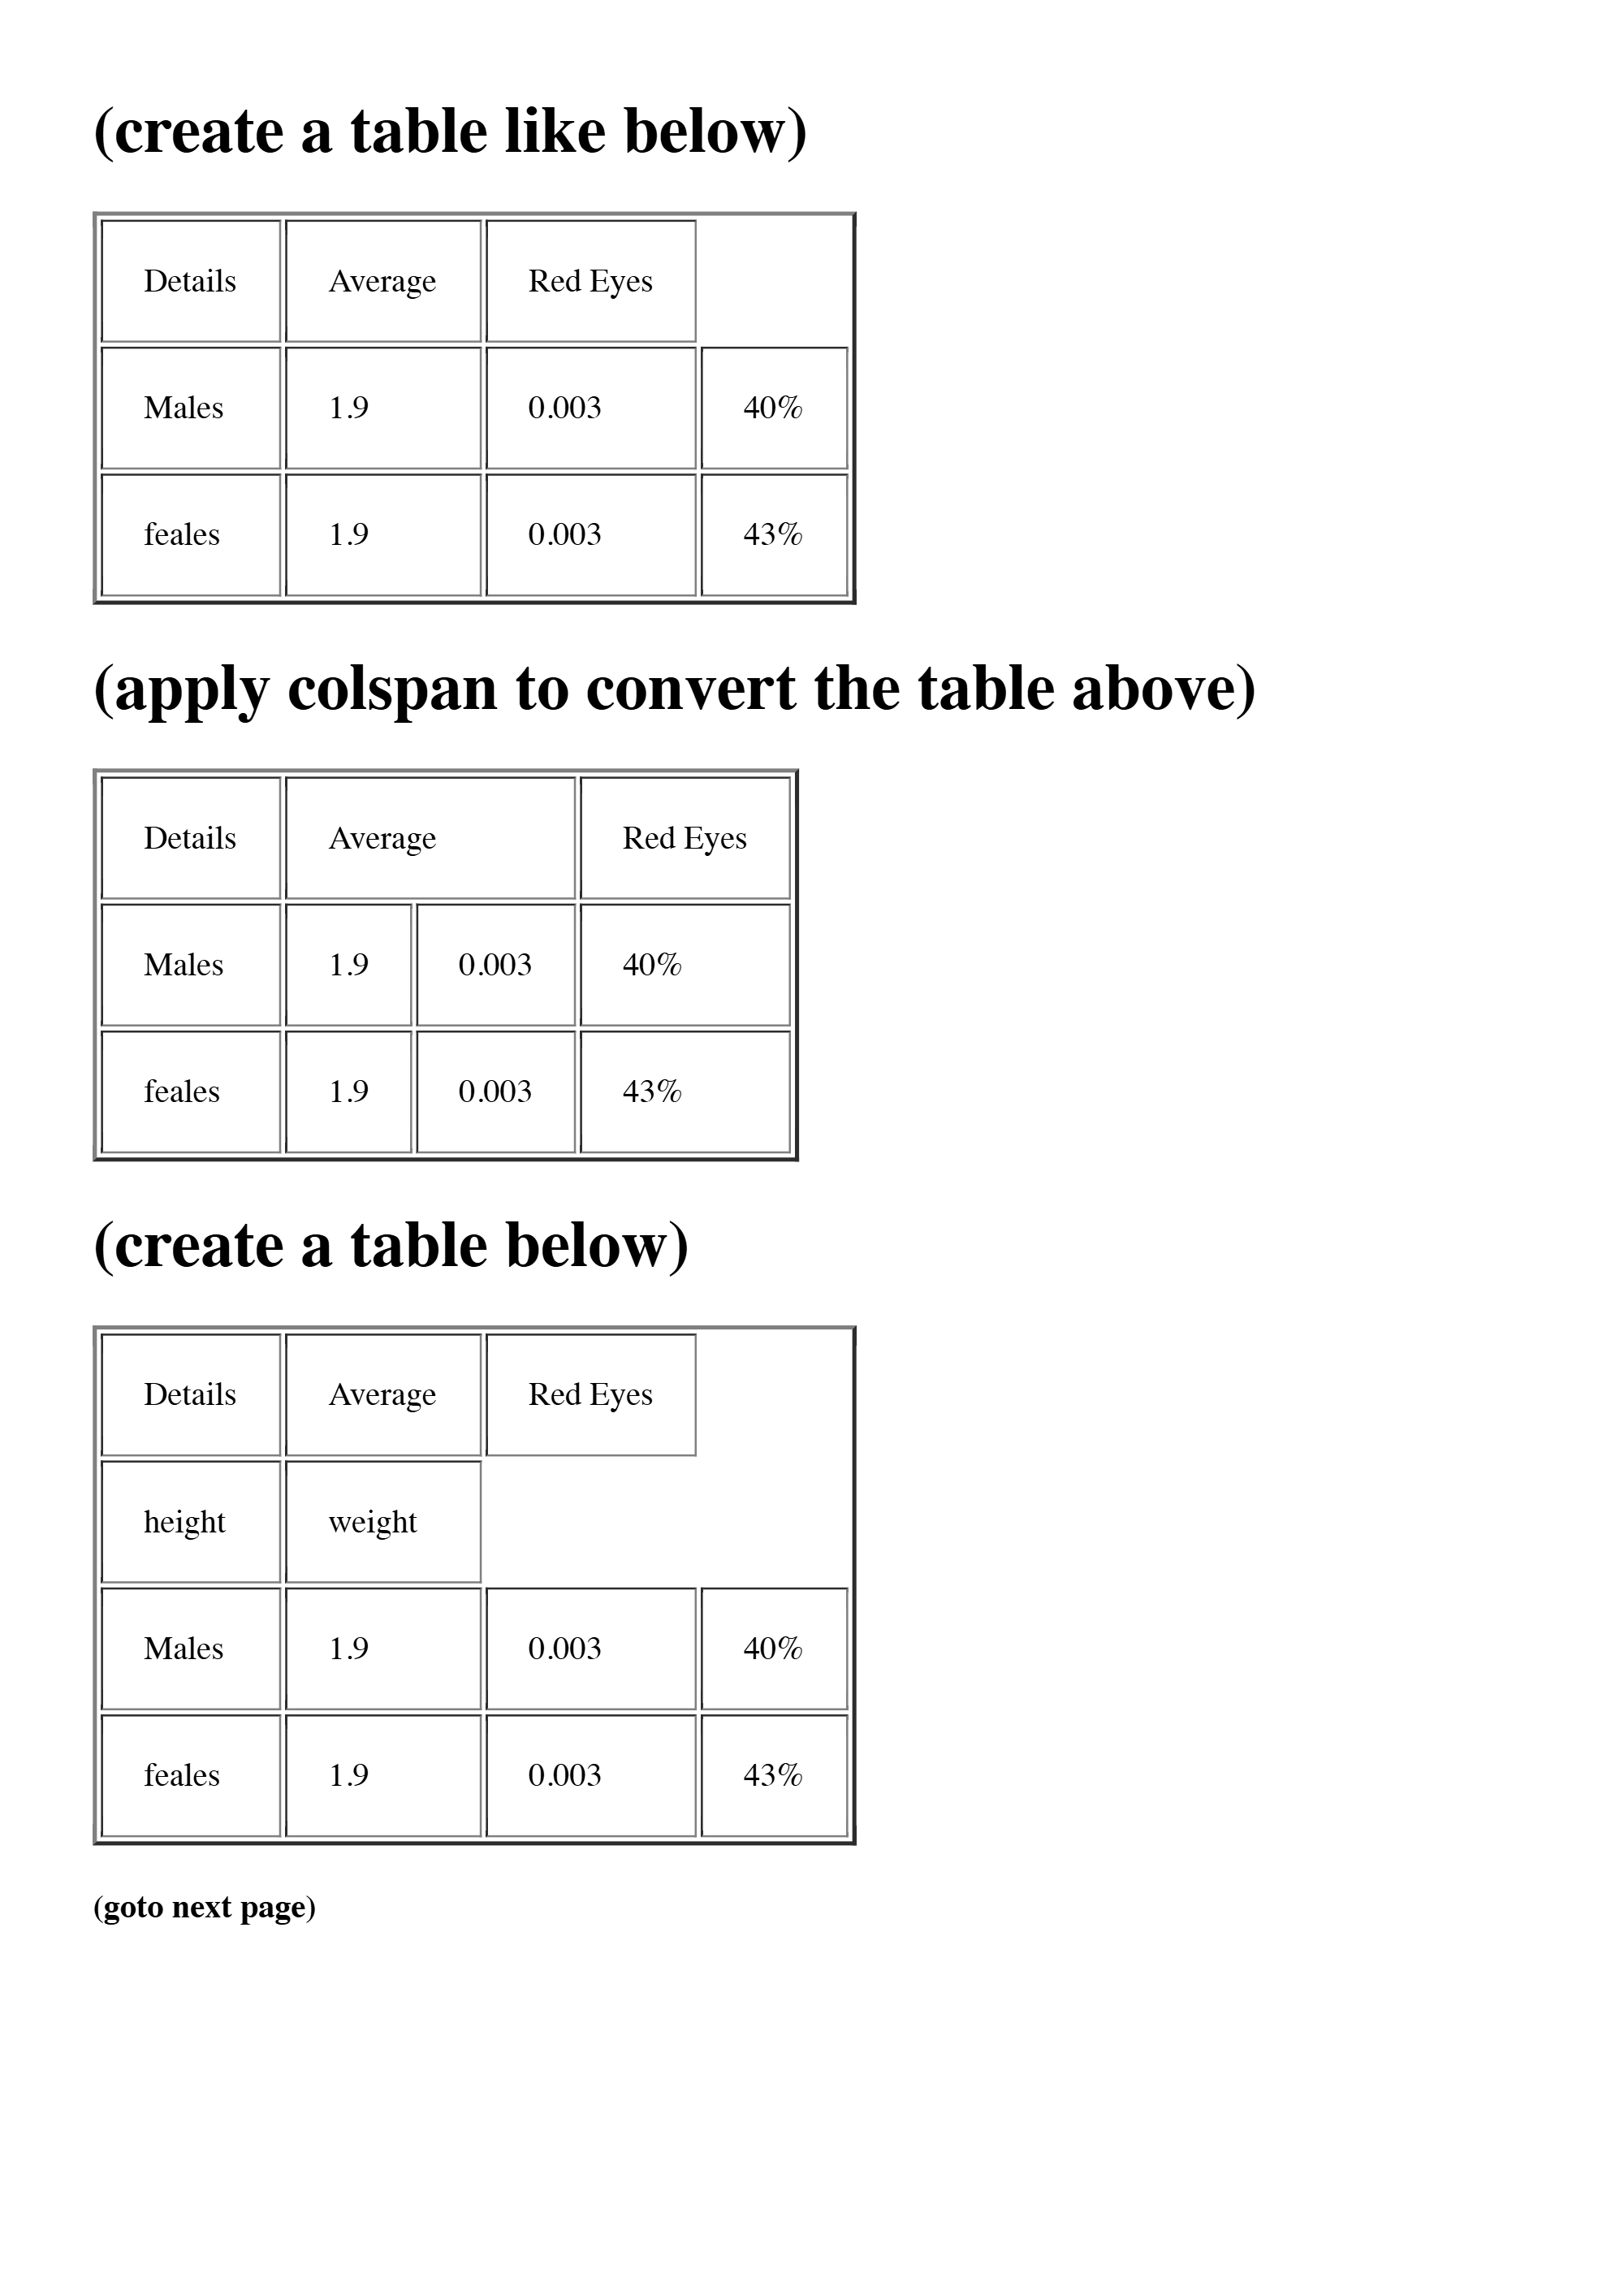 (create a table like below)
Details Average Red Eyes
Males 1.9 0.003 40%
feales 1.9 0.003 43%
(apply colspan to convert the table above)
Details Average Red Eyes
Males 1.9 0.003 40%
feales 1.9 0.003 43%
(create a table below)
Details Average Red Eyes
height weight
Males 1.9 0.003 40%
feales 1.9 0.003 43%
(goto next page)